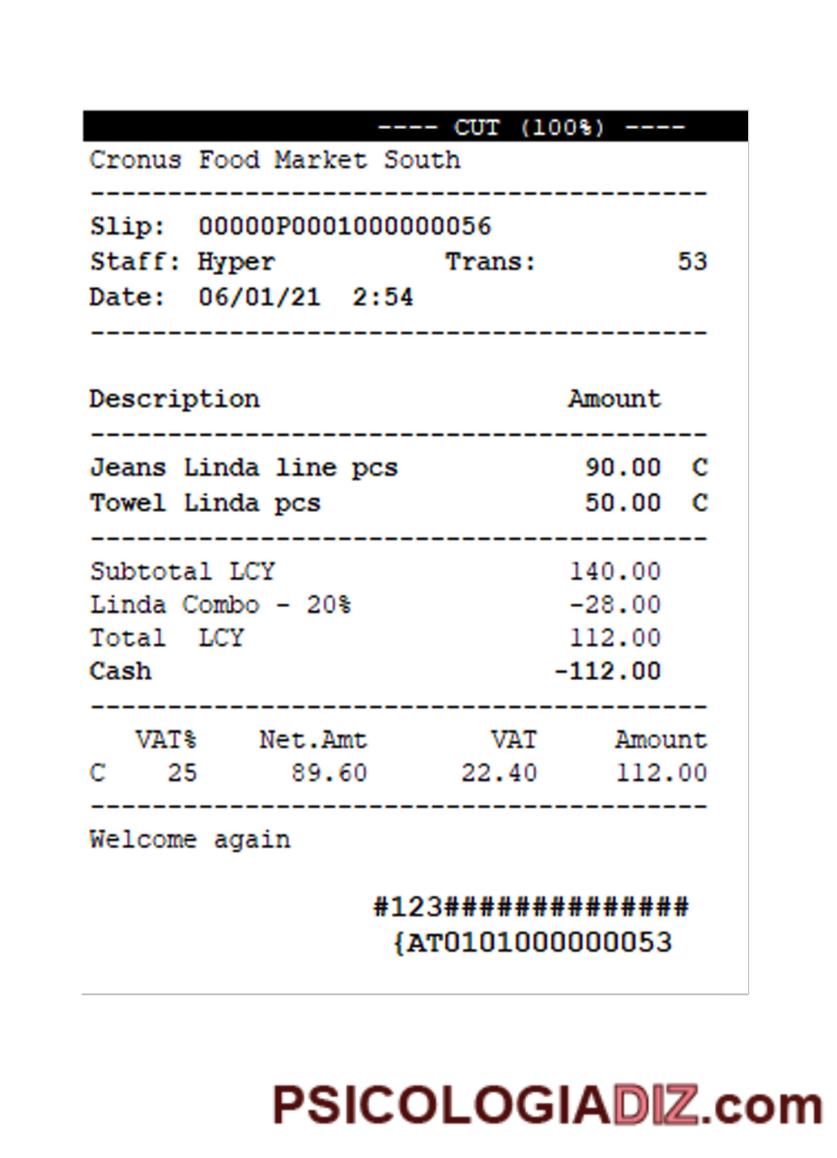 ---- CUT (100%) ----
Cronus Food Market South
----------------------------------------
Slip: 00000P0001000000056
Staff: Hyper Trans: 53
Date: 06/01/21 2:54
----------------------------------------
Description Amount
----------------------------------------
Jeans Linda line pcs 90.00 C
Towel Linda pcs 50.00 C
----------------------------------------
Subtotal LCY 140.00
Linda Combo - 20% -28.00
Total LCY 112.00
Cash -112.00
----------------------------------------
VAT% Net.Amt VAT Amount
C 25 89.60 22.40 112.00
----------------------------------------
Welcome again
#123##############
{AT0101000000053
PSICOLOGIADIZ.com